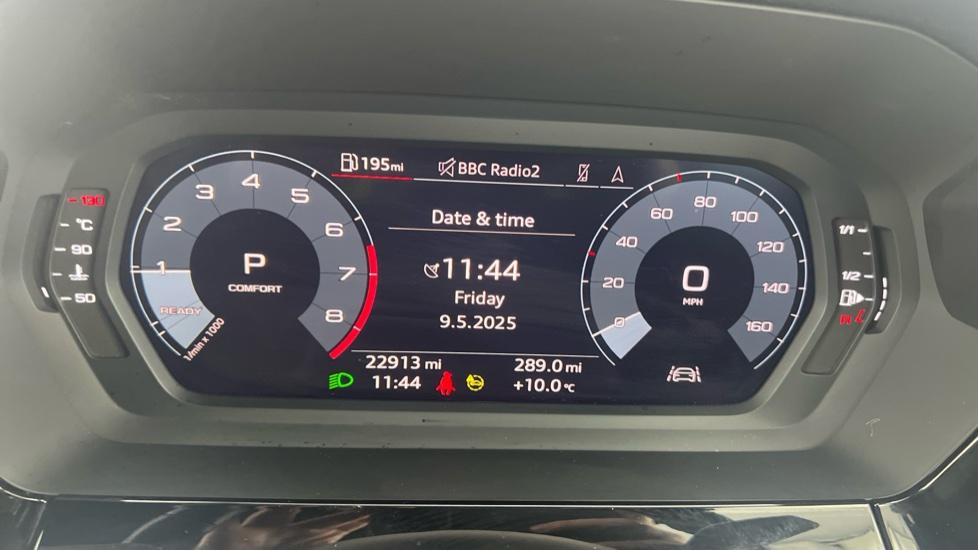 195mi
BBC Radio2
Date & time
11:44
Friday
9.5.2025
22913 mi
289.0 mi
11:44
+10.0 °C
1
2
3
4
5
6
7
8
READY
1/min x 1000
P
COMFORT
0
20
40
60
80
100
120
140
160
0
MPH
130
°C
90
50
1/1
1/2
R